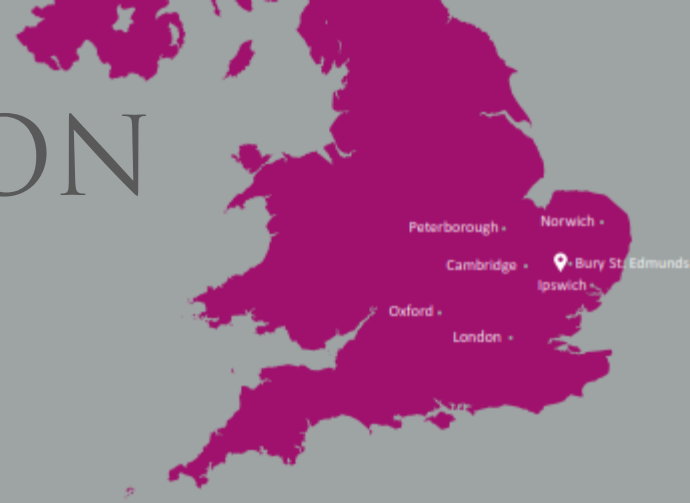 ON
Norwich
Peterborough
Bury St. Edmunds
Cambridge
Ipswich
Oxford
London